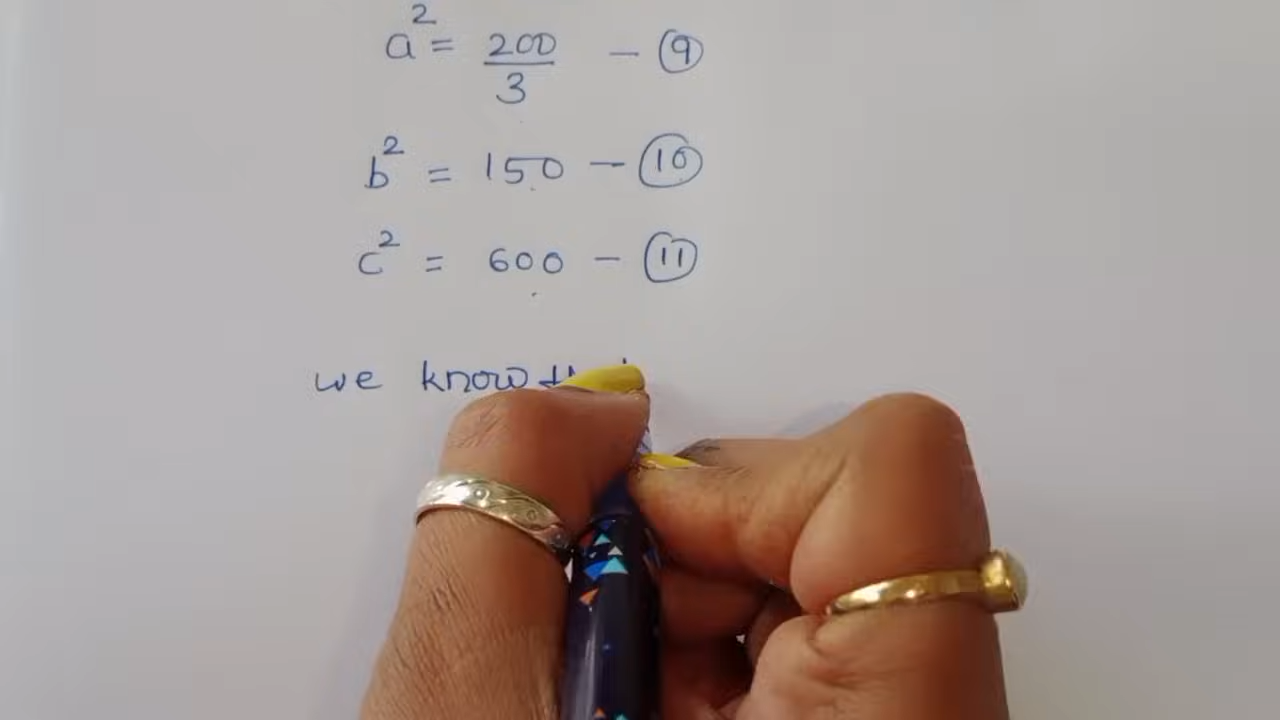 a² = 200/3 - 9
b² = 150 - 10
c² = 600 - 11
we know